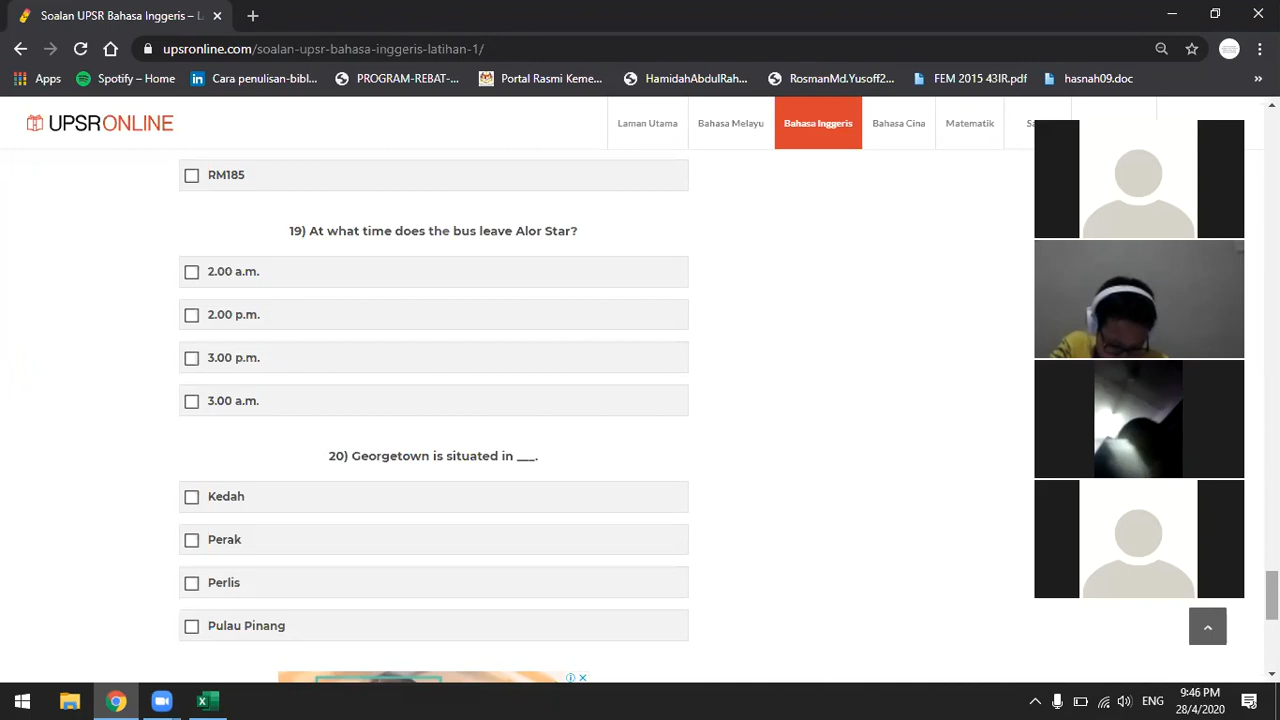 Soalan UPSR Bahasa Inggeris – L
upsronline.com/soalan-upsr-bahasa-inggeris-latihan-1/
Apps Spotify – Home Cara penulisan-bibl... PROGRAM-REBAT-... Portal Rasmi Keme... HamidahAbdulRah... RosmanMd.Yusoff2... FEM 2015 43IR.pdf hasnah09.doc »
UPSRONLINE Laman Utama Bahasa Melayu Bahasa Inggeris Bahasa Cina Matematik
RM185
19) At what time does the bus leave Alor Star?
2.00 a.m.
2.00 p.m.
3.00 p.m.
3.00 a.m.
20) Georgetown is situated in ___.
Kedah
Perak
Perlis
Pulau Pinang
ENG 9:46 PM
28/4/2020